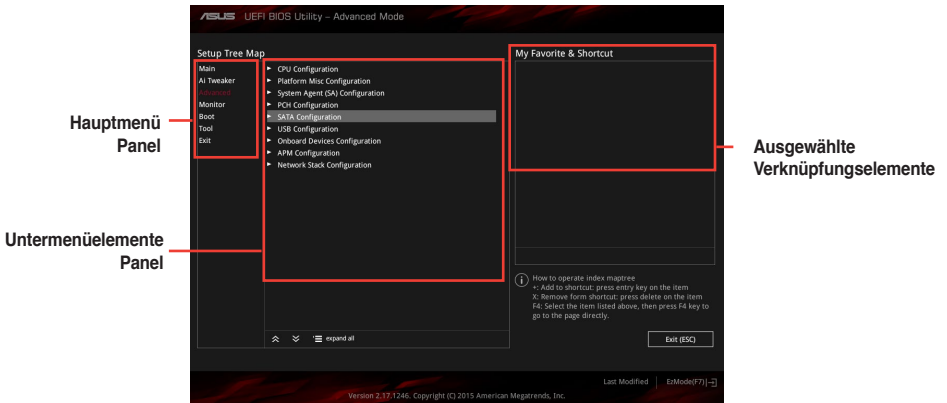 ASUS UEFI BIOS Utility – Advanced Mode
Setup Tree Map
My Favorite & Shortcut
Main
Ai Tweaker
Advanced
Monitor
Boot
Tool
Exit
CPU Configuration
Platform Misc Configuration
System Agent (SA) Configuration
PCH Configuration
SATA Configuration
USB Configuration
Onboard Devices Configuration
APM Configuration
Network Stack Configuration
Hauptmenü
Panel
Untermenüelemente
Panel
Ausgewählte
Verknüpfungselemente
How to operate index maptree
+: Add to shortcut: press entry key on the item
X: Remove form shortcut: press delete on the item
F4: Select the item listed above, then press F4 key to
go to the page directly.
expand all
Exit (ESC)
Last Modified
EzMode(F7)
Version 2.17.1246. Copyright (C) 2015 American Megatrends, Inc.